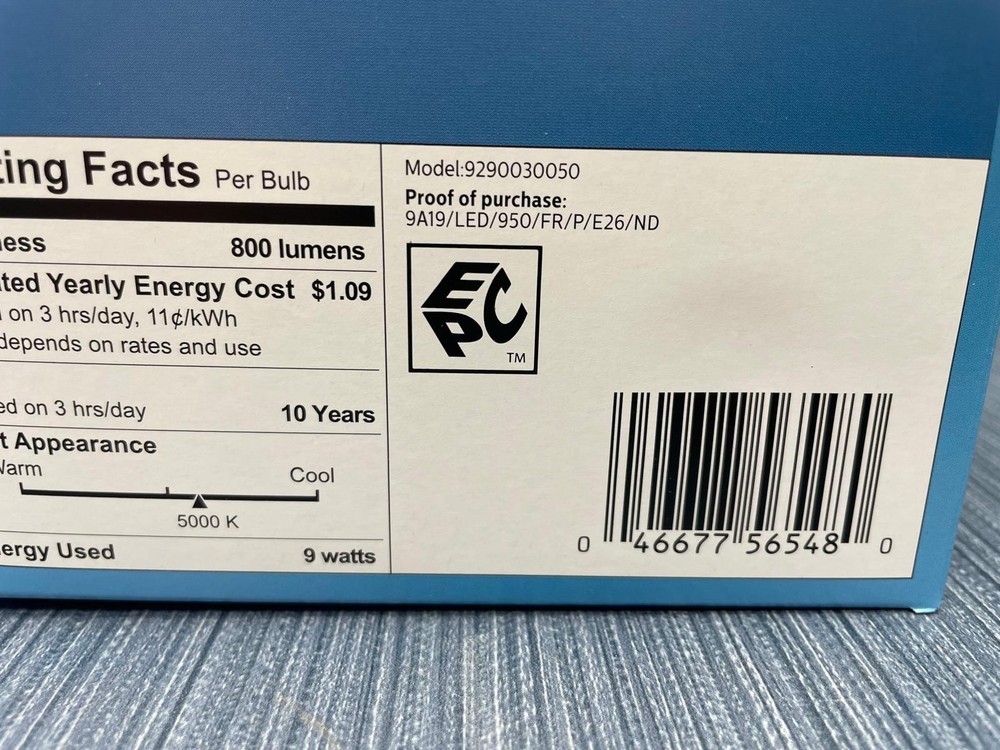 ting Facts Per Bulb
ness 800 lumens
ted Yearly Energy Cost $1.09
on 3 hrs/day, 11¢/kWh
depends on rates and use
ed on 3 hrs/day 10 Years
t Appearance
Warm Cool
5000 K
ergy Used 9 watts
Model:9290030050
Proof of purchase:
9A19/LED/950/FR/P/E26/ND
EPC
TM
0 46677 56548 0